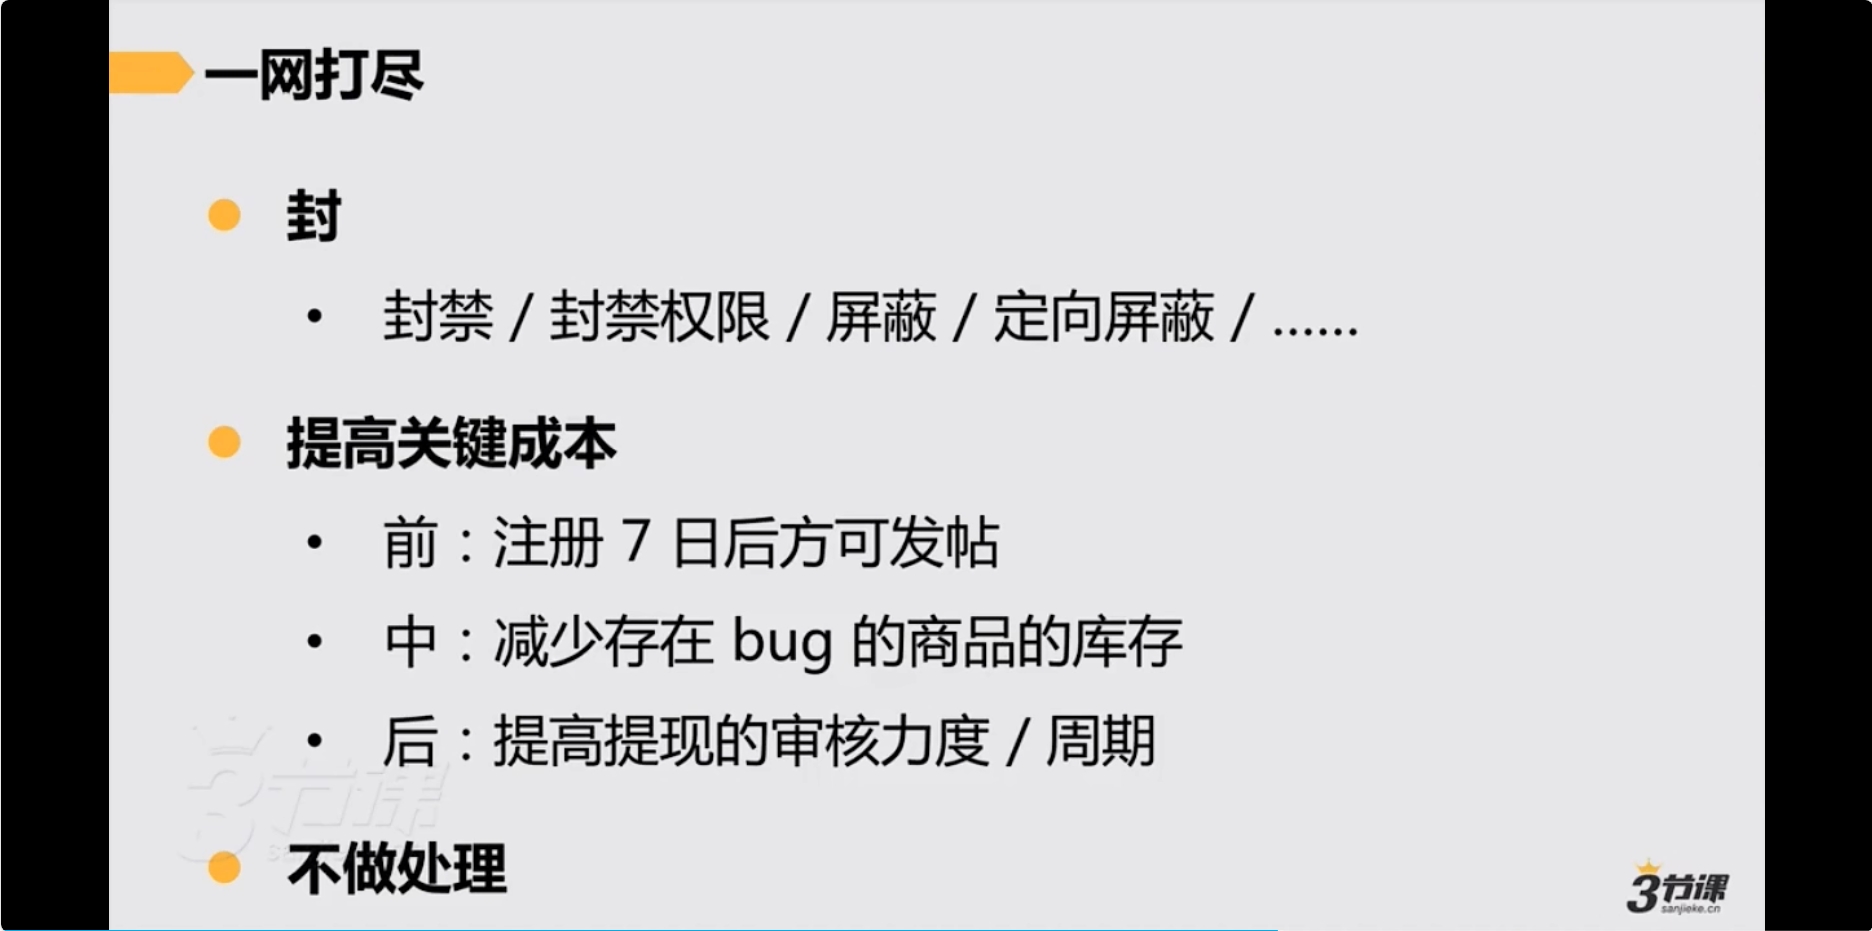 一网打尽
封
封禁 / 封禁权限 / 屏蔽 / 定向屏蔽 / ......
提高关键成本
前：注册 7 日后方可发帖
中：减少存在 bug 的商品的库存
后：提高提现的审核力度 / 周期
3节课
不做处理
3节课
sanjieke.cn